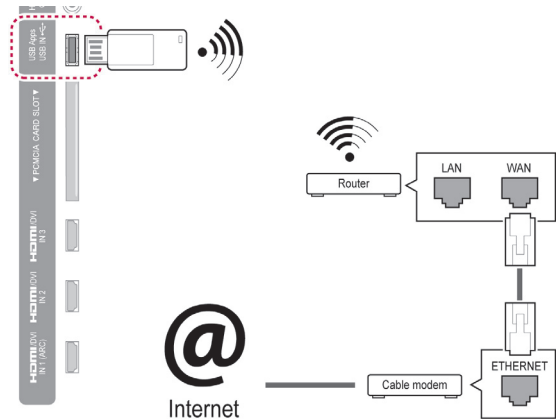 USB Apps
USB IN
▼ PCMCIA CARD SLOT ▼
HDMI/DVI
IN 3
HDMI/DVI
IN 2
HDMI/DVI
IN 1 (ARC)
Router
LAN
WAN
ETHERNET
Cable modem
@
Internet